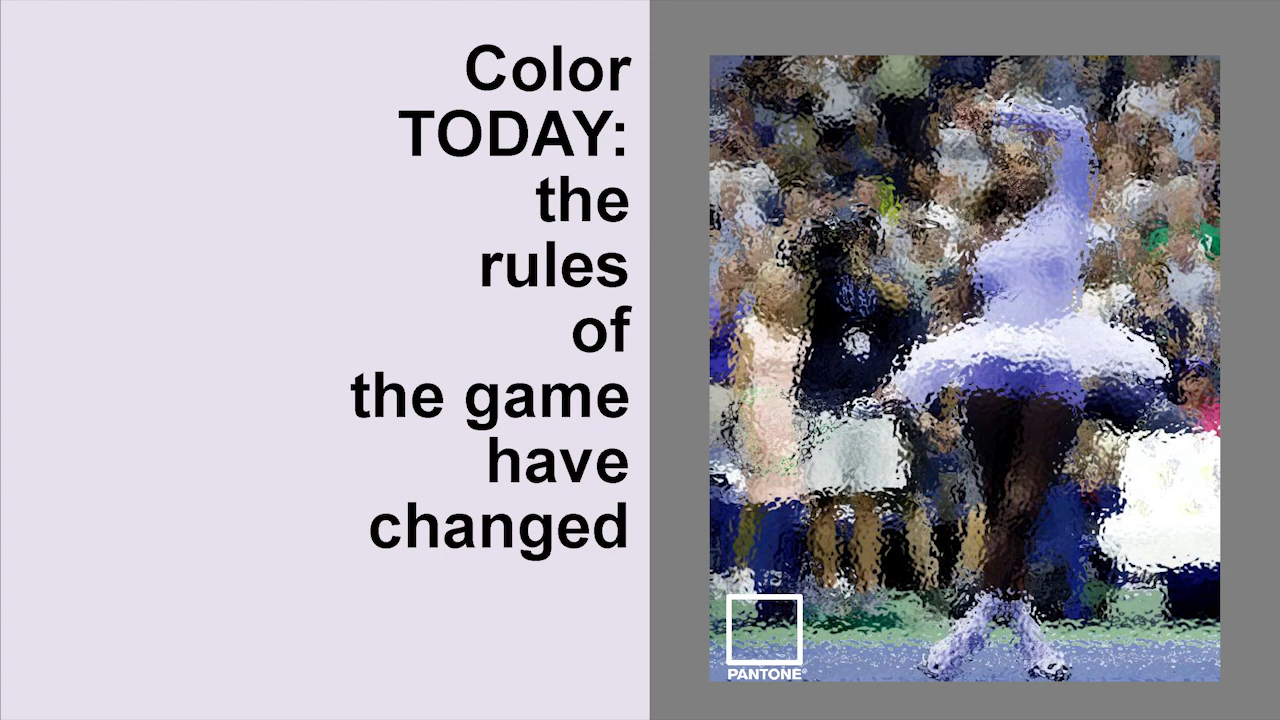 Color
TODAY:
the
rules
of
the game
have
changed
PANTONE®